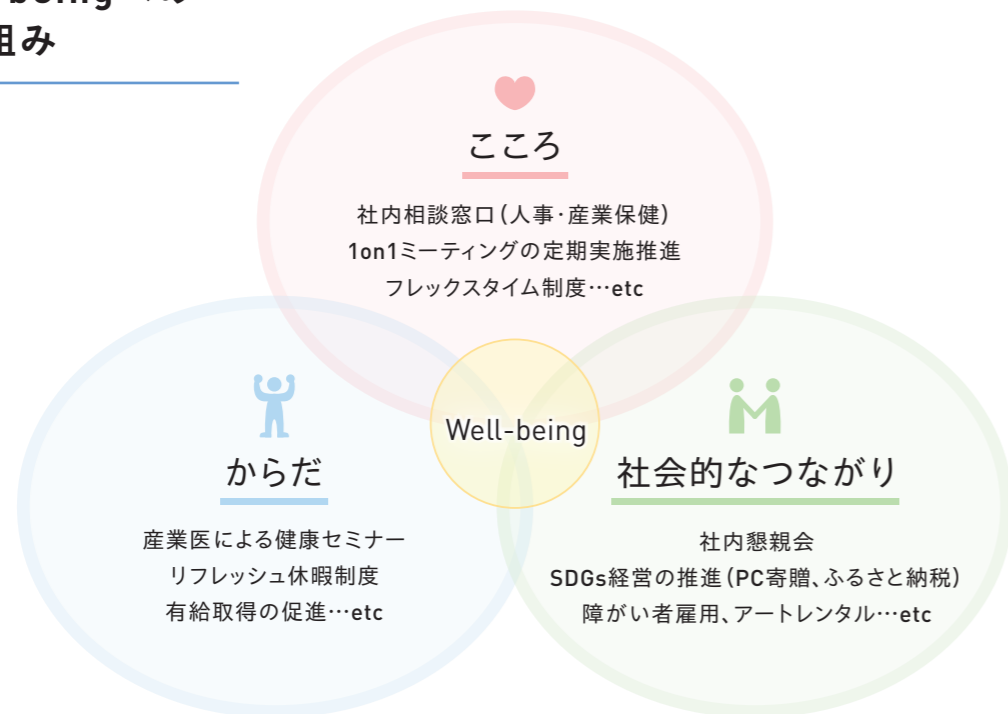 組み
こころ
社内相談窓口(人事・産業保健)
1on1ミーティングの定期実施推進
フレックスタイム制度…etc
Well-being
からだ
産業医による健康セミナー
リフレッシュ休暇制度
有給取得の促進…etc
社会的なつながり
社内懇親会
SDGs経営の推進(PC寄贈、ふるさと納税)
障がい者雇用、アートレンタル…etc